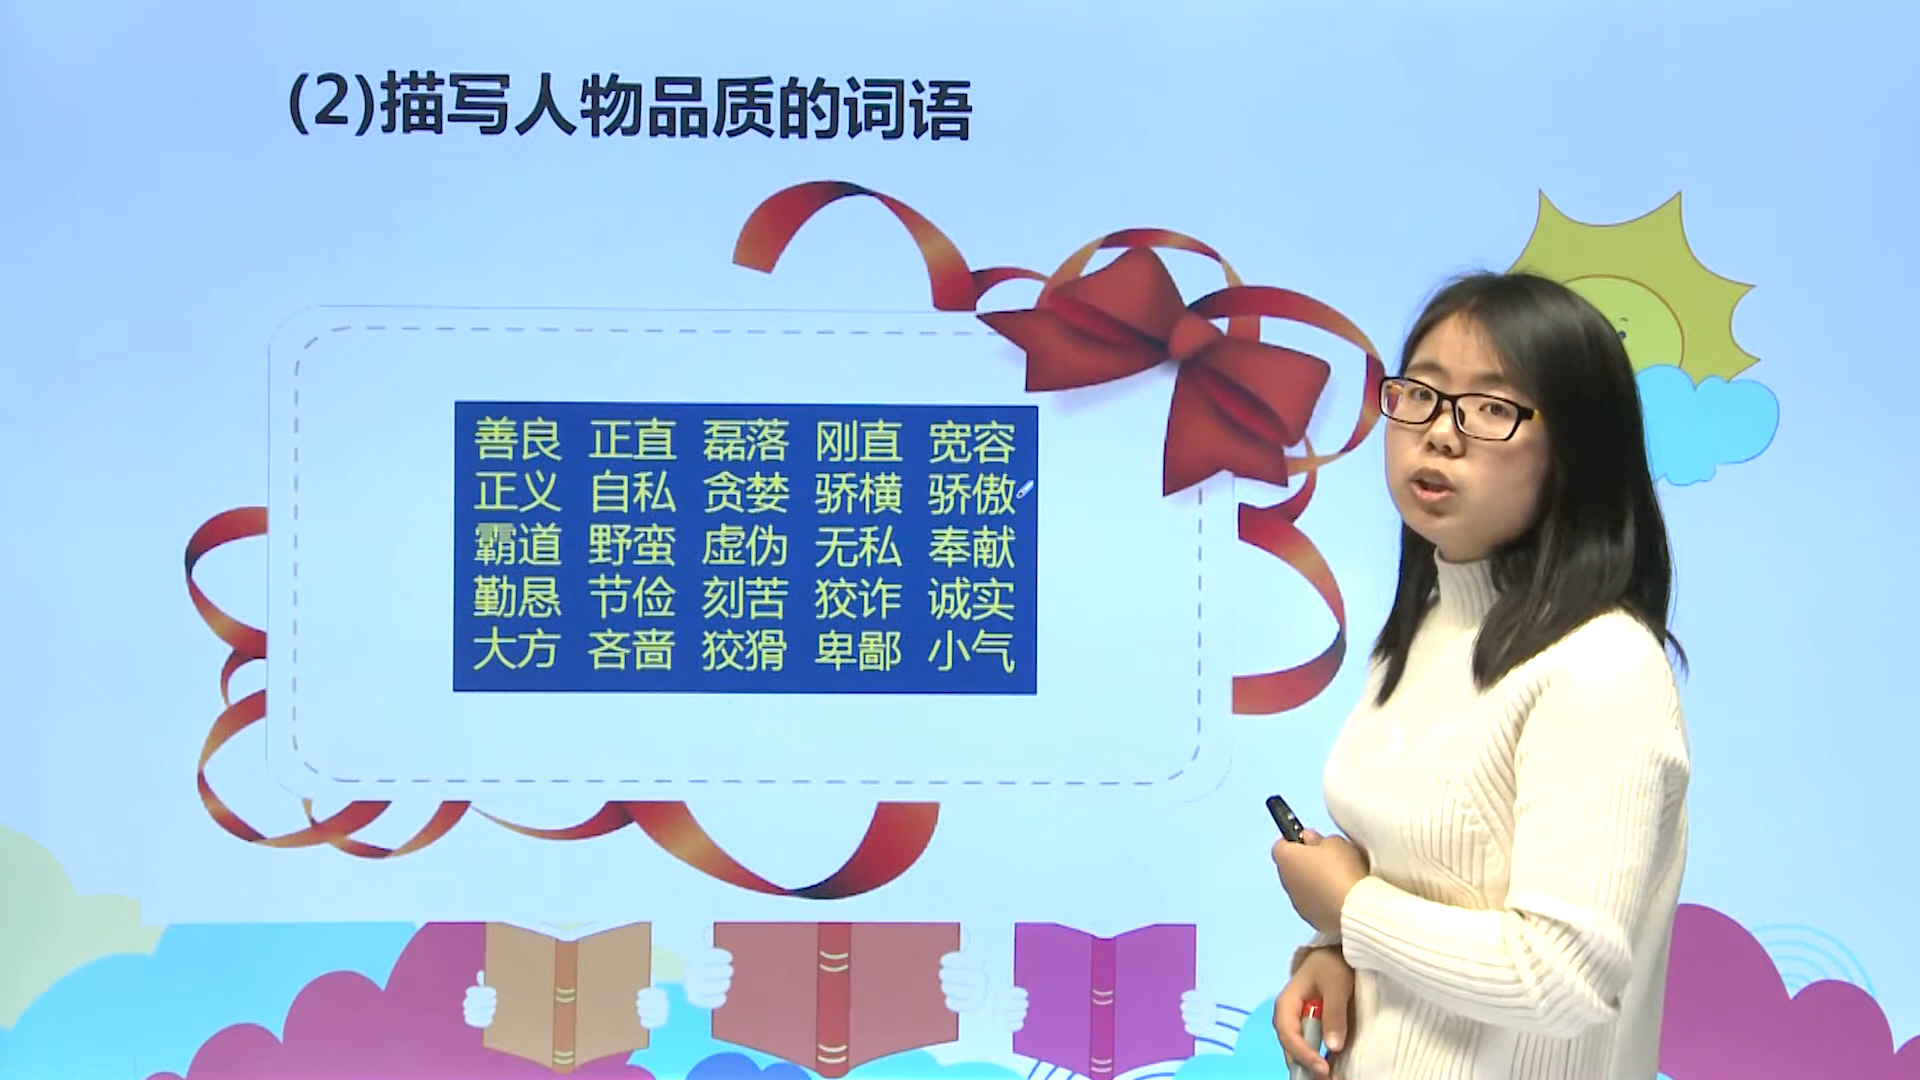 (2)描写人物品质的词语
善良 正直 磊落 刚直 宽容
正义 自私 贪婪 骄横 骄傲
霸道 野蛮 虚伪 无私 奉献
勤恳 节俭 刻苦 狡诈 诚实
大方 吝啬 狡猾 卑鄙 小气